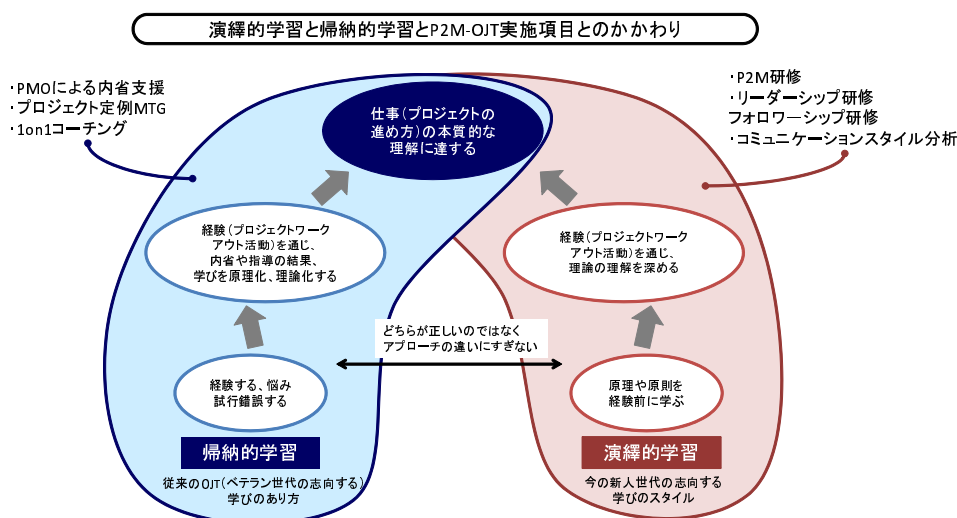 演繹的学習と帰納的学習とP2M-OJT実施項目とのかかわり
・PMOによる内省支援
・プロジェクト定例MTG
・1on1コーチング
・P2M研修
・リーダーシップ研修
フォロワーシップ研修
・コミュニケーションスタイル分析
仕事(プロジェクトの
進め方)の本質的な
理解に達する
経験(プロジェクトワーク
アウト活動)を通じ、
内省や指導の結果、
学びを原理化、理論化する
経験(プロジェクトワーク
アウト活動)を通じ、
理論の理解を深める
どちらが正しいのではなく
アプローチの違いにすぎない
経験する、悩み
試行錯誤する
原理や原則を
経験前に学ぶ
帰納的学習
演繹的学習
従来のOJT(ベテラン世代の志向する)
学びのあり方
今の新人世代の志向する
学びのスタイル